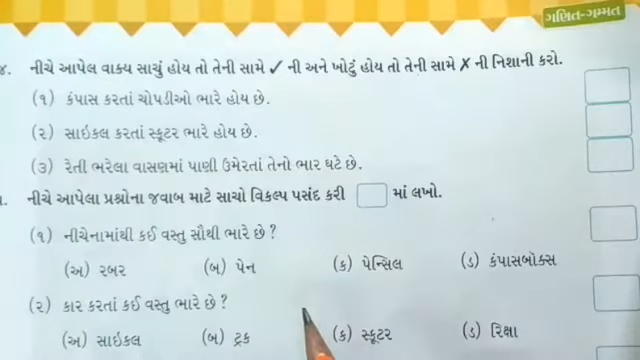 ગણિત-ગમ્મત
૪. નીચે આપેલ વાક્ય સાચું હોય તો તેની સામે ✓ ની અને ખોટું હોય તો તેની સામે ✗ ની નિશાની કરો.
(૧) કંપાસ કરતાં ચોપડીઓ ભારે હોય છે.
(૨) સાઇકલ કરતાં સ્કૂટર ભારે હોય છે.
(૩) રેતી ભરેલા વાસણમાં પાણી ઉમેરતાં તેનો ભાર ઘટે છે.
નીચે આપેલા પ્રશ્નોના જવાબ માટે સાચો વિકલ્પ પસંદ કરી માં લખો.
(૧) નીચેનામાંથી કઈ વસ્તુ સૌથી ભારે છે ?
(અ) રબર (બ) પેન (ક) પેન્સિલ (ડ) કંપાસબૉક્સ
(૨) કાર કરતાં કઈ વસ્તુ ભારે છે ?
(અ) સાઇકલ (બ) ટ્રક (ક) સ્કૂટર (ડ) રિક્ષા